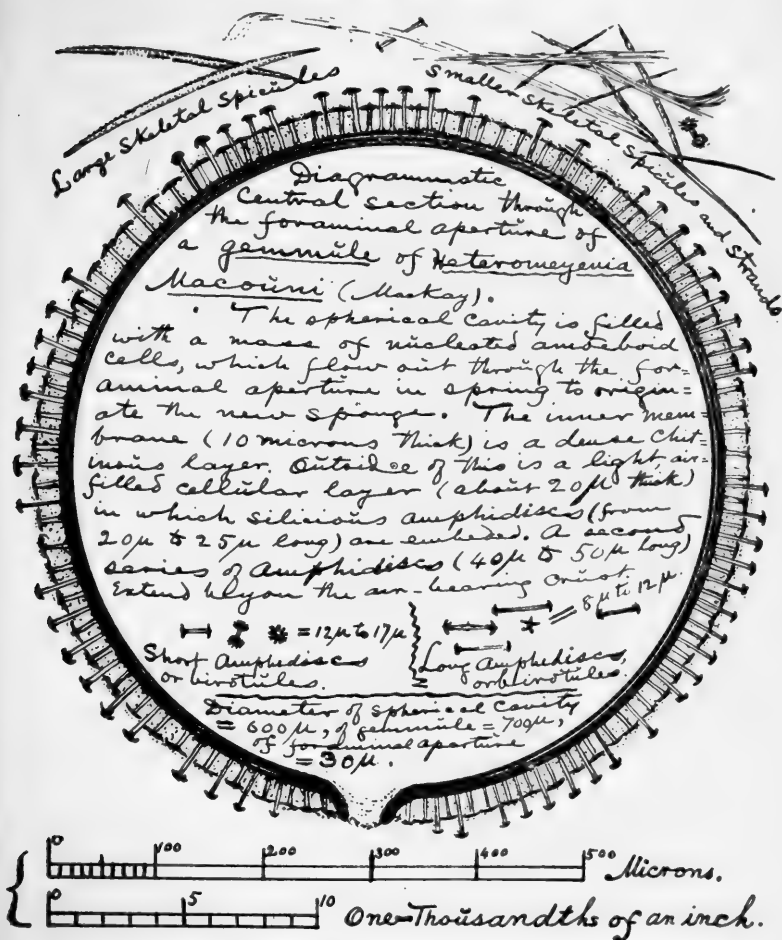 Large Skeletal Spicules
Smaller Skeletal Spicules and Strands
Diagrammatic
Central section through
the foraminal aperture of
a gemmule of Heteromeyenia
Macouni (MacKay).
The spherical cavity is filled
with a mass of nucleated amoeboid
cells, which flow out through the for=
aminal aperture in spring to origin=
ate the new sponge. The inner mem=
brane (10 microns thick) is a dense chit=
inous layer. Outside of this is a light air=
filled cellular layer (about 20µ thick)
in which silicious amphidiscs (from
20µ to 25µ long) are embeded. A second
series of amphidiscs (40µ to 50µ long)
Extend beyon the air-bearing crust.
= 12µ to 17µ
= 8µ to 12µ.
Short Amphidiscs
or birotules.
Long Amphediscs,
or birotules.
Diameter of spherical cavity
= 600µ, of gemmule = 700µ,
of foraminal aperture
= 30µ.
0 100 200 300 400 500 Microns.
0 5 10 One=Thousandths of an inch.